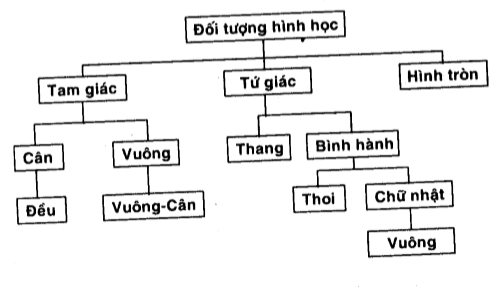 Đối tượng hình học
Tam giác
Tứ giác
Hình tròn
Cân
Vuông
Thang
Bình hành
Đều
Vuông-Cân
Thoi
Chữ nhật
Vuông